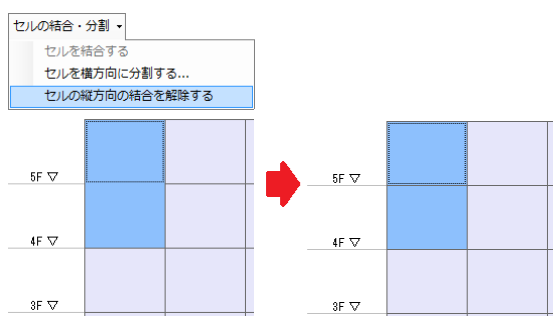 セルの結合・分割
セルを結合する
セルを横方向に分割する...
セルの縦方向の結合を解除する
5F ▽
4F ▽
3F ▽
5F ▽
4F ▽
3F ▽